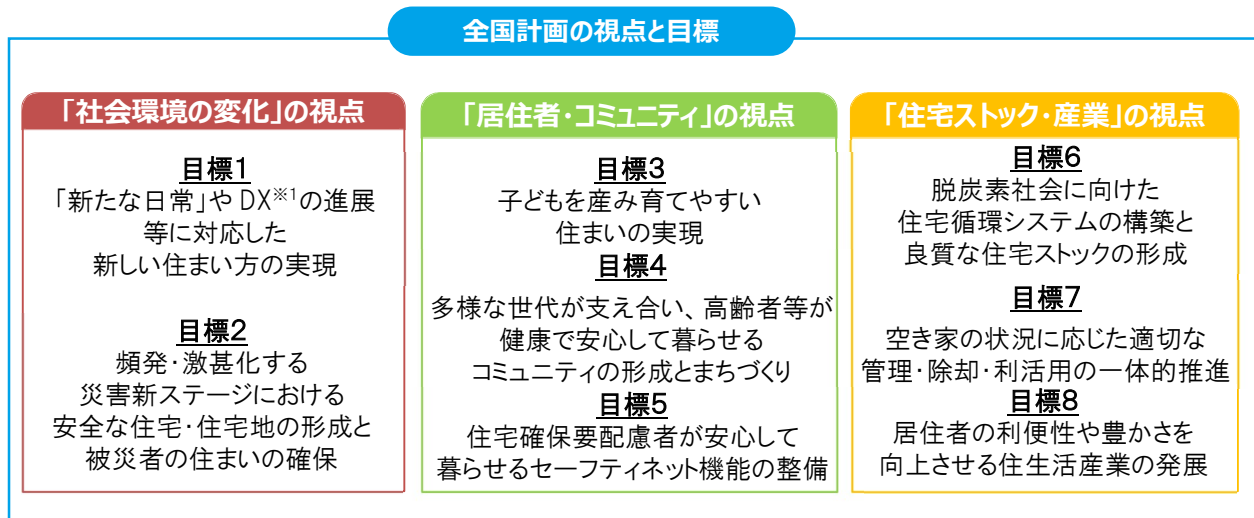 全国計画の視点と目標
「社会環境の変化」の視点
目標1
「新たな日常」や DX※1の進展
等に対応した
新しい住まい方の実現
目標2
頻発・激甚化する
災害新ステージにおける
安全な住宅・住宅地の形成と
被災者の住まいの確保
「居住者・コミュニティ」の視点
目標3
子どもを産み育てやすい
住まいの実現
目標4
多様な世代が支え合い、高齢者等が
健康で安心して暮らせる
コミュニティの形成とまちづくり
目標5
住宅確保要配慮者が安心して
暮らせるセーフティネット機能の整備
「住宅ストック・産業」の視点
目標6
脱炭素社会に向けた
住宅循環システムの構築と
良質な住宅ストックの形成
目標7
空き家の状況に応じた適切な
管理・除却・利活用の一体的推進
目標8
居住者の利便性や豊かさを
向上させる住生活産業の発展